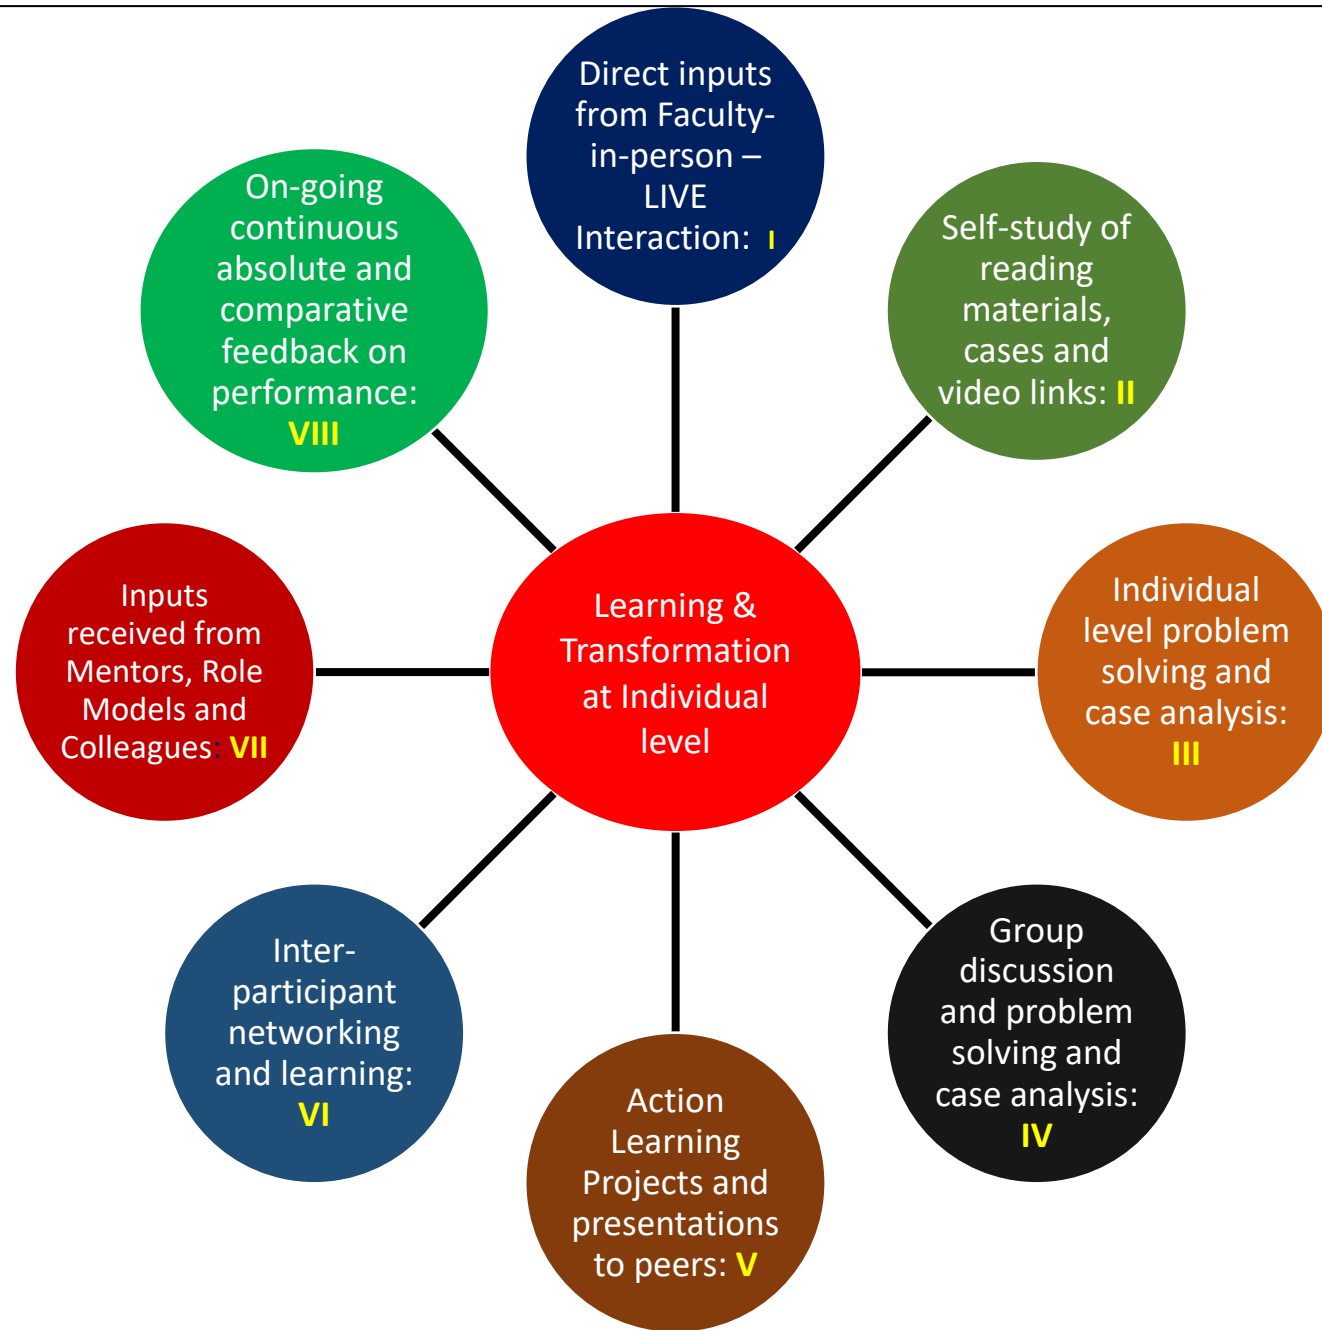 Direct inputs
from Faculty-
in-person –
LIVE
Interaction: I
Self-study of
reading
materials,
cases and
video links: II
Individual
level problem
solving and
case analysis:
III
Group
discussion
and problem
solving and
case analysis:
IV
Action
Learning
Projects and
presentations
to peers: V
Inter-
participant
networking
and learning:
VI
Inputs
received from
Mentors, Role
Models and
Colleagues: VII
On-going
continuous
absolute and
comparative
feedback on
performance:
VIII
Learning &
Transformation
at Individual
level